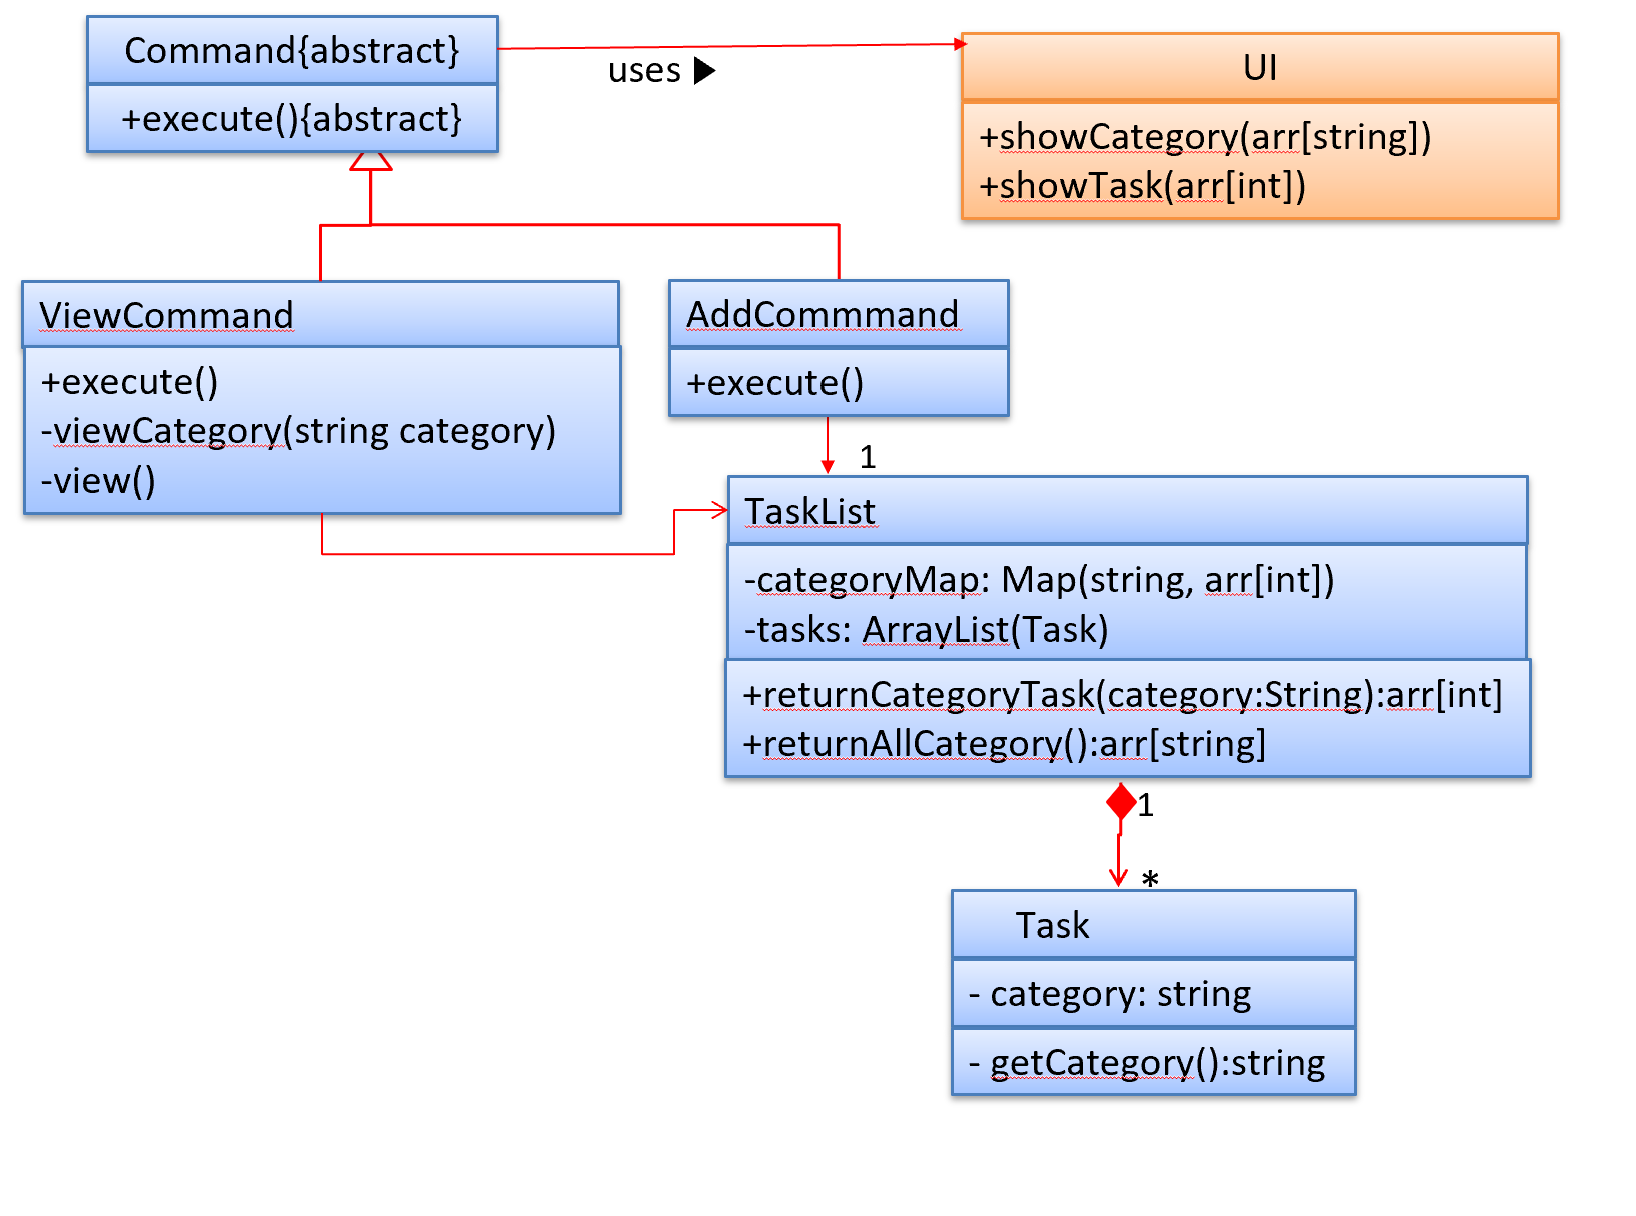 Command{abstract}
+execute(){abstract}
uses ▶
UI
+showCategory(arr[string])
+showTask(arr[int])
ViewCommand
+execute()
-viewCategory(string category)
-view()
AddCommmand
+execute()
1
TaskList
-categoryMap: Map(string, arr[int])
-tasks: ArrayList(Task)
+returnCategoryTask(category:String):arr[int]
+returnAllCategory():arr[string]
1
*
Task
- category: string
- getCategory():string